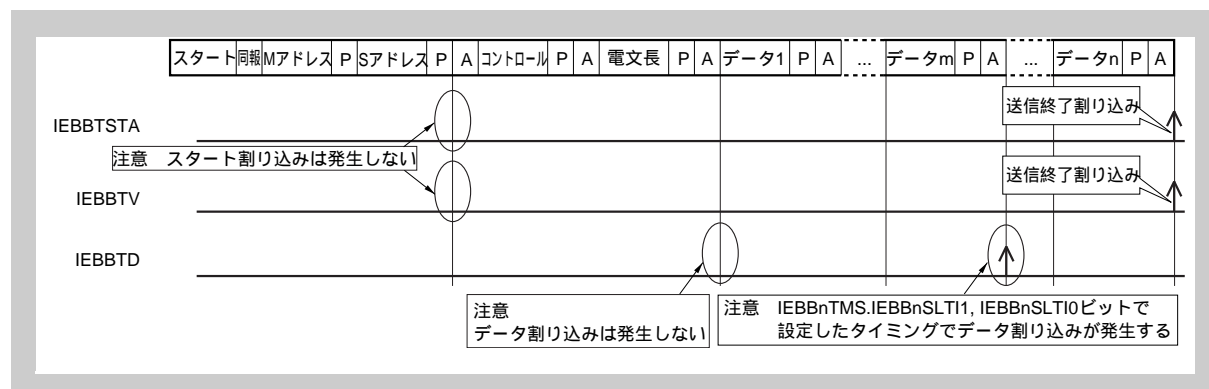 スタート 同報 Mアドレス P Sアドレス P A コントロール P A 電文長 P A データ1 P A ... データm P A ... データn P A
送信終了割り込み
IEBBTSTA
注意 スタート割り込みは発生しない
送信終了割り込み
IEBBTV
IEBBTD
注意
データ割り込みは発生しない
注意 IEBBnTMS.IEBBnSLTI1, IEBBnSLTI0ビットで
設定したタイミングでデータ割り込みが発生する